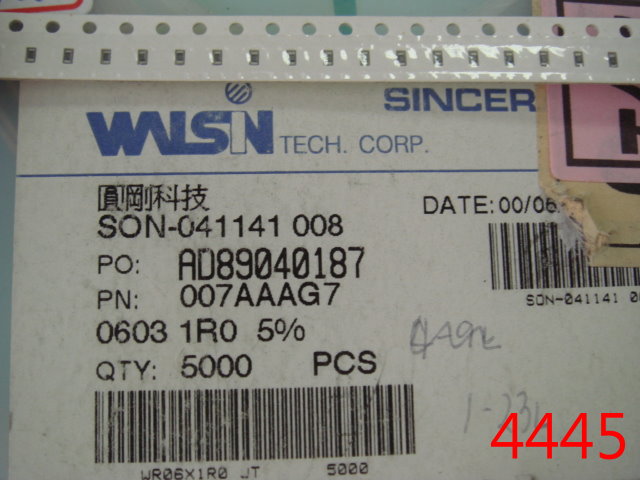 SINCER
WALSIN TECH. CORP.
圓剛科技
SON-041141 008
DATE:00/06
PO: AD89040187
PN: 007AAAG7
0603 1R0 5%
QTY: 5000 PCS
SON-041141
WR06X1R0 JT 5000
4445